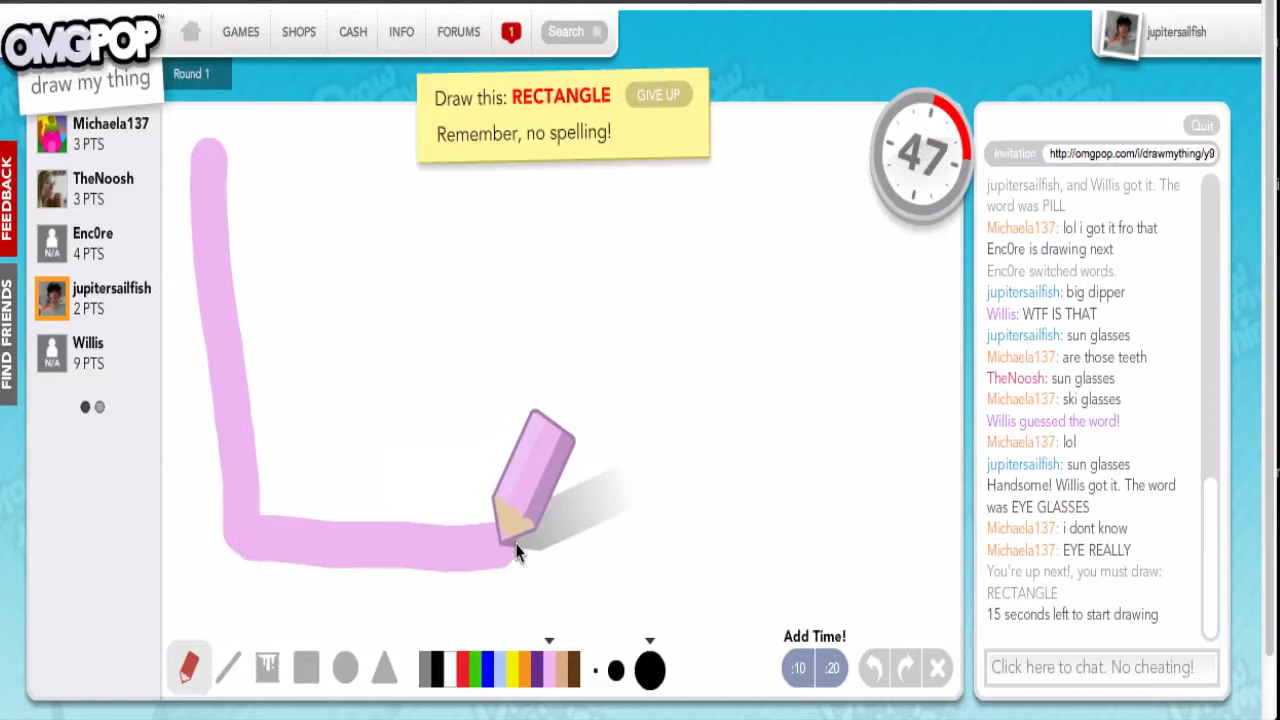 OMGPOP™
draw my thing
GAMES SHOPS CASH INFO FORUMS 1 Search
jupitersailfish
Round 1
Draw this: RECTANGLE GIVE UP
Remember, no spelling!
47
FEEDBACK
FIND FRIENDS
Michaela137
3 PTS
TheNoosh
3 PTS
N/A Enc0re
4 PTS
jupitersailfish
2 PTS
N/A Willis
9 PTS
Quit
Invitation http://omgpop.com/i/drawmything/y9
jupitersailfish, and Willis got it. The
word was PILL
Michaela137: lol i got it fro that
Enc0re is drawing next
Enc0re switched words.
jupitersailfish: big dipper
Willis: WTF IS THAT
jupitersailfish: sun glasses
Michaela137: are those teeth
TheNoosh: sun glasses
Michaela137: ski glasses
Willis guessed the word!
Michaela137: lol
jupitersailfish: sun glasses
Handsome! Willis got it. The word
was EYE GLASSES
Michaela137: i dont know
Michaela137: EYE REALLY
You're up next!, you must draw:
RECTANGLE
15 seconds left to start drawing
Click here to chat. No cheating!
Add Time!
:10 :20